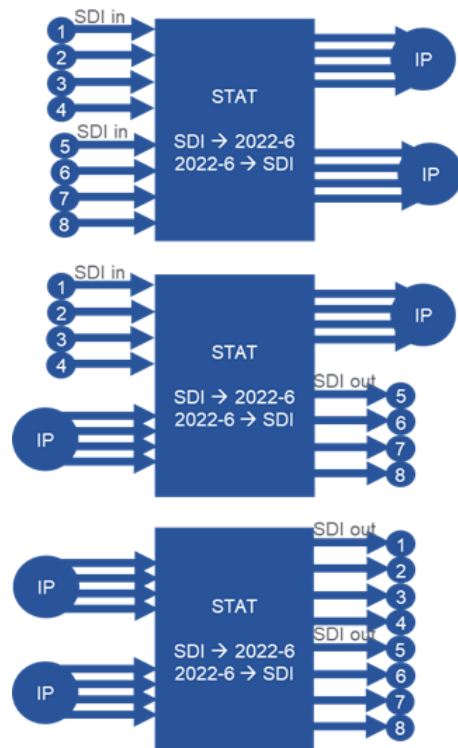 SDI in
1
2
3
4
SDI in
5
6
7
8
STAT
SDI → 2022-6
2022-6 → SDI
IP
IP
SDI in
1
2
3
4
IP
STAT
SDI → 2022-6
2022-6 → SDI
IP
SDI out
5
6
7
8
IP
IP
STAT
SDI → 2022-6
2022-6 → SDI
SDI out
1
2
3
4
SDI out
5
6
7
8